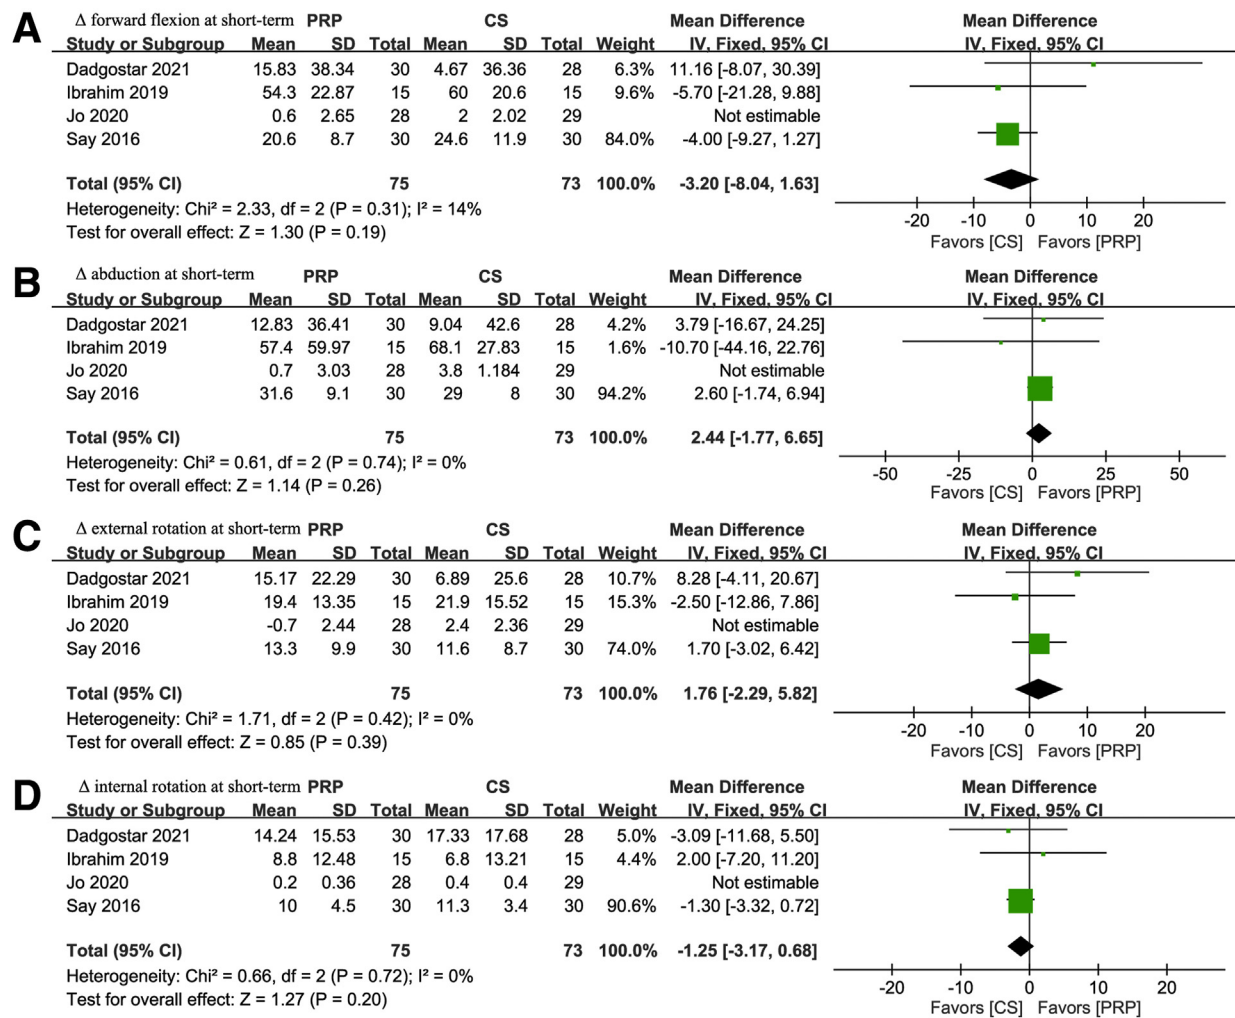 A
Δ forward flexion at short-term PRP CS Mean Difference Mean Difference
Study or Subgroup Mean SD Total Mean SD Total Weight IV, Fixed, 95% CI IV, Fixed, 95% CI
Dadgostar 2021 15.83 38.34 30 4.67 36.36 28 6.3% 11.16 [-8.07, 30.39]
Ibrahim 2019 54.3 22.87 15 60 20.6 15 9.6% -5.70 [-21.28, 9.88]
Jo 2020 0.6 2.65 28 2 2.02 29 Not estimable
Say 2016 20.6 8.7 30 24.6 11.9 30 84.0% -4.00 [-9.27, 1.27]
Total (95% CI) 75 73 100.0% -3.20 [-8.04, 1.63]
Heterogeneity: Chi² = 2.33, df = 2 (P = 0.31); I² = 14%
Test for overall effect: Z = 1.30 (P = 0.19)
-20 -10 0 10 20
Favors [CS] Favors [PRP]
B
Δ abduction at short-term PRP CS Mean Difference Mean Difference
Study or Subgroup Mean SD Total Mean SD Total Weight IV, Fixed, 95% CI IV, Fixed, 95% CI
Dadgostar 2021 12.83 36.41 30 9.04 42.6 28 4.2% 3.79 [-16.67, 24.25]
Ibrahim 2019 57.4 59.97 15 68.1 27.83 15 1.6% -10.70 [-44.16, 22.76]
Jo 2020 0.7 3.03 28 3.8 1.184 29 Not estimable
Say 2016 31.6 9.1 30 29 8 30 94.2% 2.60 [-1.74, 6.94]
Total (95% CI) 75 73 100.0% 2.44 [-1.77, 6.65]
Heterogeneity: Chi² = 0.61, df = 2 (P = 0.74); I² = 0%
Test for overall effect: Z = 1.14 (P = 0.26)
-50 -25 0 25 50
Favors [CS] Favors [PRP]
C
Δ external rotation at short-term PRP CS Mean Difference Mean Difference
Study or Subgroup Mean SD Total Mean SD Total Weight IV, Fixed, 95% CI IV, Fixed, 95% CI
Dadgostar 2021 15.17 22.29 30 6.89 25.6 28 10.7% 8.28 [-4.11, 20.67]
Ibrahim 2019 19.4 13.35 15 21.9 15.52 15 15.3% -2.50 [-12.86, 7.86]
Jo 2020 -0.7 2.44 28 2.4 2.36 29 Not estimable
Say 2016 13.3 9.9 30 11.6 8.7 30 74.0% 1.70 [-3.02, 6.42]
Total (95% CI) 75 73 100.0% 1.76 [-2.29, 5.82]
Heterogeneity: Chi² = 1.71, df = 2 (P = 0.42); I² = 0%
Test for overall effect: Z = 0.85 (P = 0.39)
-20 -10 0 10 20
Favors [CS] Favors [PRP]
D
Δ internal rotation at short-term PRP CS Mean Difference Mean Difference
Study or Subgroup Mean SD Total Mean SD Total Weight IV, Fixed, 95% CI IV, Fixed, 95% CI
Dadgostar 2021 14.24 15.53 30 17.33 17.68 28 5.0% -3.09 [-11.68, 5.50]
Ibrahim 2019 8.8 12.48 15 6.8 13.21 15 4.4% 2.00 [-7.20, 11.20]
Jo 2020 0.2 0.36 28 0.4 0.4 29 Not estimable
Say 2016 10 4.5 30 11.3 3.4 30 90.6% -1.30 [-3.32, 0.72]
Total (95% CI) 75 73 100.0% -1.25 [-3.17, 0.68]
Heterogeneity: Chi² = 0.66, df = 2 (P = 0.72); I² = 0%
Test for overall effect: Z = 1.27 (P = 0.20)
-20 -10 0 10 20
Favors [CS] Favors [PRP]